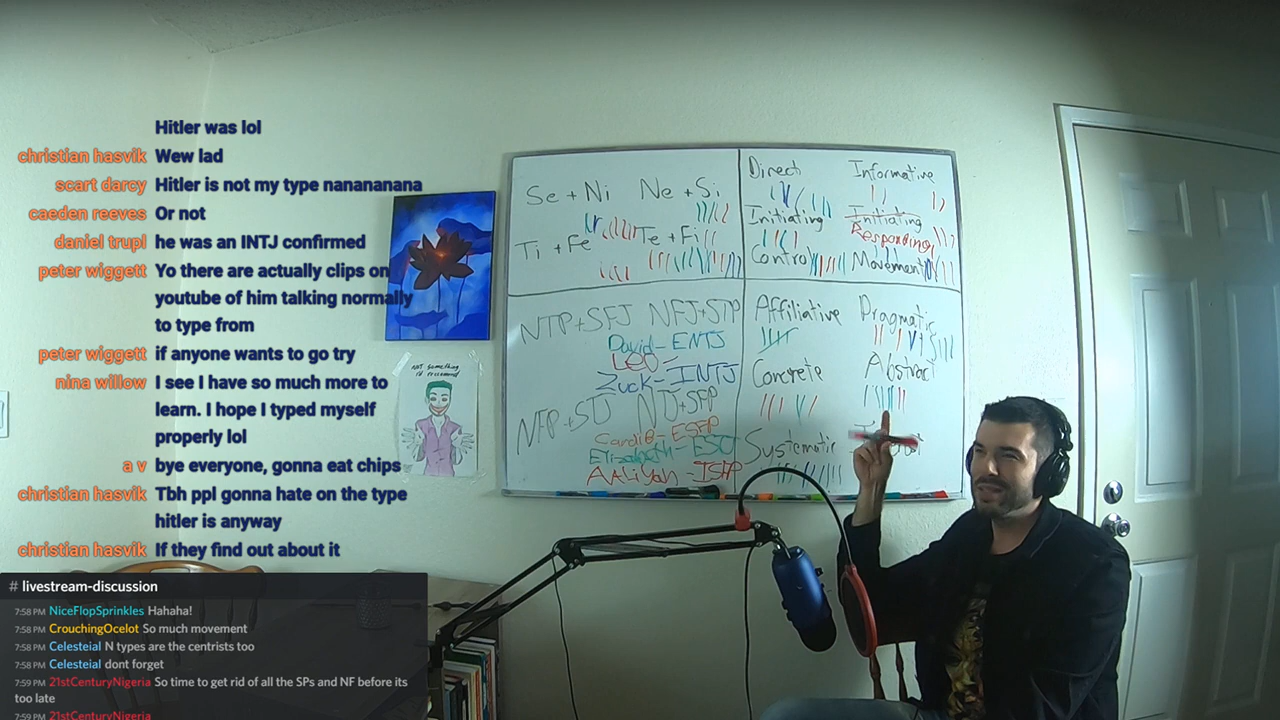 Hitler was lol
christian hasvik Wew lad
scart darcy Hitler is not my type nanananana
caeden reeves Or not
daniel trupl he was an INTJ confirmed
peter wiggett Yo there are actually clips on
youtube of him talking normally
to type from
peter wiggett if anyone wants to go try
nina willow I see I have so much more to
learn. I hope I typed myself
properly lol
a v bye everyone, gonna eat chips
christian hasvik Tbh ppl gonna hate on the type
hitler is anyway
christian hasvik If they find out about it
# livestream-discussion
7:58 PM NiceFlopSprinkles Hahaha!
7:58 PM CrouchingOcelot So much movement
7:58 PM Celesteial N types are the centrists too
7:58 PM Celesteial dont forget
7:59 PM 21stCenturyNigeria So time to get rid of all the SPs and NF before its
too late
7:59 PM 21stCenturyNigeria
NOT something
I'd recommend
Se + Ni Ne + Si
Ti + Fe Te + Fi
Direct Informative
Initiating Initiating
Responding
Control Movement
NTP+SFJ NFJ+STP
David-ENTJ
Leo-
Zuck-INTJ
NFP+STJ NTJ+SFP
Cardi B-ESFP
Elizabeth-
Aaliyah-ISFP
Affiliative Pragmatic
Concrete Abstract
Systematic